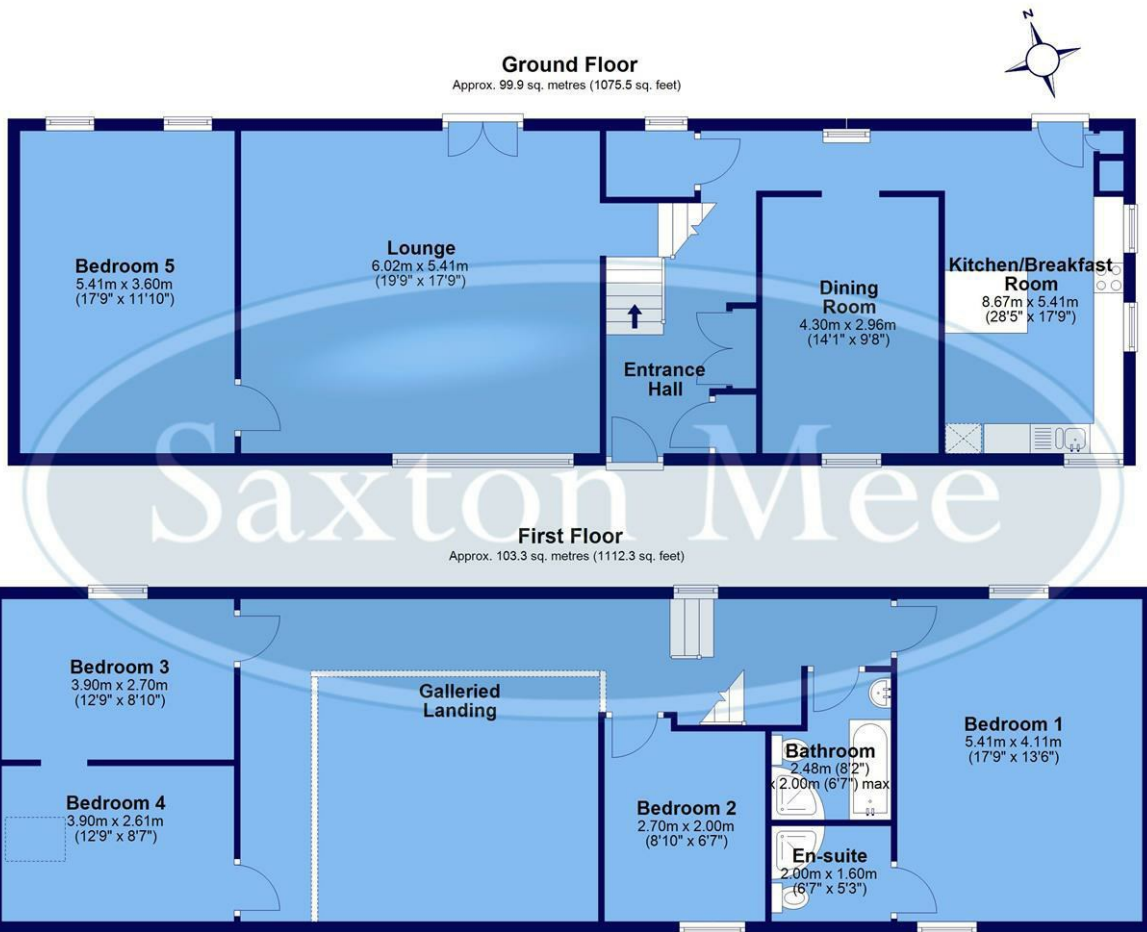 N
Ground Floor
Approx. 99.9 sq. metres (1075.5 sq. feet)
Bedroom 5
5.41m x 3.60m
(17'9" x 11'10")
Lounge
6.02m x 5.41m
(19'9" x 17'9")
Entrance
Hall
Dining
Room
4.30m x 2.96m
(14'1" x 9'8")
Kitchen/Breakfast
Room
8.67m x 5.41m
(28'5" x 17'9")
Saxton Mee
First Floor
Approx. 103.3 sq. metres (1112.3 sq. feet)
Bedroom 3
3.90m x 2.70m
(12'9" x 8'10")
Galleried
Landing
Bedroom 4
3.90m x 2.61m
(12'9" x 8'7")
Bedroom 2
2.70m x 2.00m
(8'10" x 6'7")
Bathroom
2.48m (8'2")
x 2.00m (6'7") max
En-suite
2.00m x 1.60m
(6'7" x 5'3")
Bedroom 1
5.41m x 4.11m
(17'9" x 13'6")